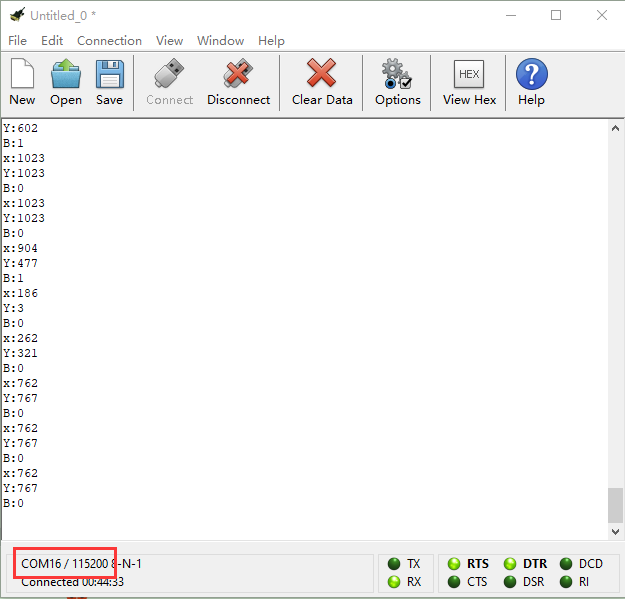 Untitled_0 *
File Edit Connection View Window Help
New Open Save Connect Disconnect Clear Data Options HEX View Hex ? Help
Y:602
B:1
x:1023
Y:1023
B:0
x:1023
Y:1023
B:0
x:904
Y:477
B:1
x:186
Y:3
B:0
x:262
Y:321
B:0
x:762
Y:767
B:0
x:762
Y:767
B:0
x:762
Y:767
B:0
COM16 / 115200 8-N-1
Connected 00:44:33
TX RTS DTR DCD
RX CTS DSR RI